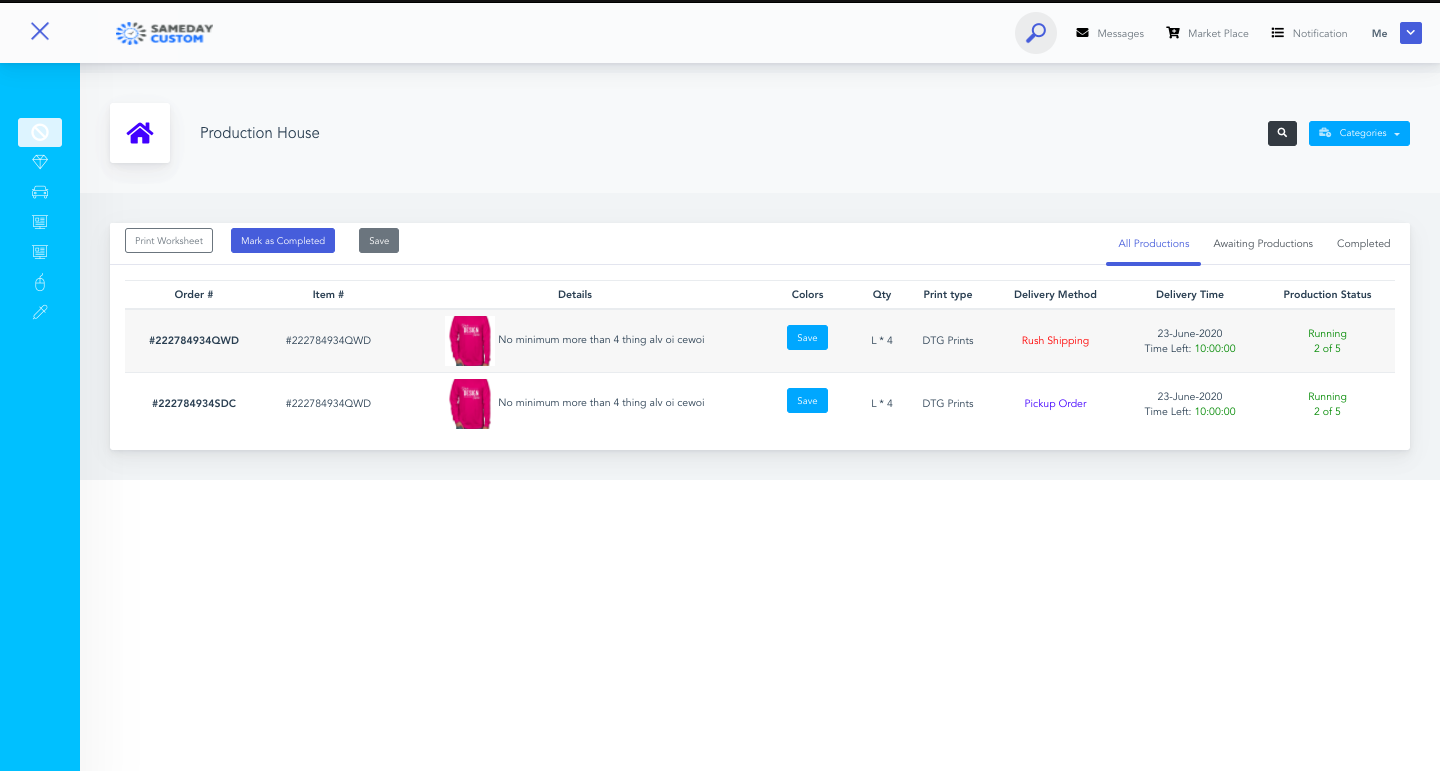 SAMEDAY
CUSTOM
Messages
Market Place
Notification
Me
Production House
Categories
Print Worksheet
Mark as Completed
Save
All Productions
Awaiting Productions
Completed
Order # Item # Details Colors Qty Print type Delivery Method Delivery Time Production Status
#222784934QWD #222784934QWD DESIGN No minimum more than 4 thing alv oi cewoi Save L * 4 DTG Prints Rush Shipping 23-June-2020 Running
Time Left: 10:00:00 2 of 5
#222784934SDC #222784934QWD DESIGN No minimum more than 4 thing alv oi cewoi Save L * 4 DTG Prints Pickup Order 23-June-2020 Running
Time Left: 10:00:00 2 of 5